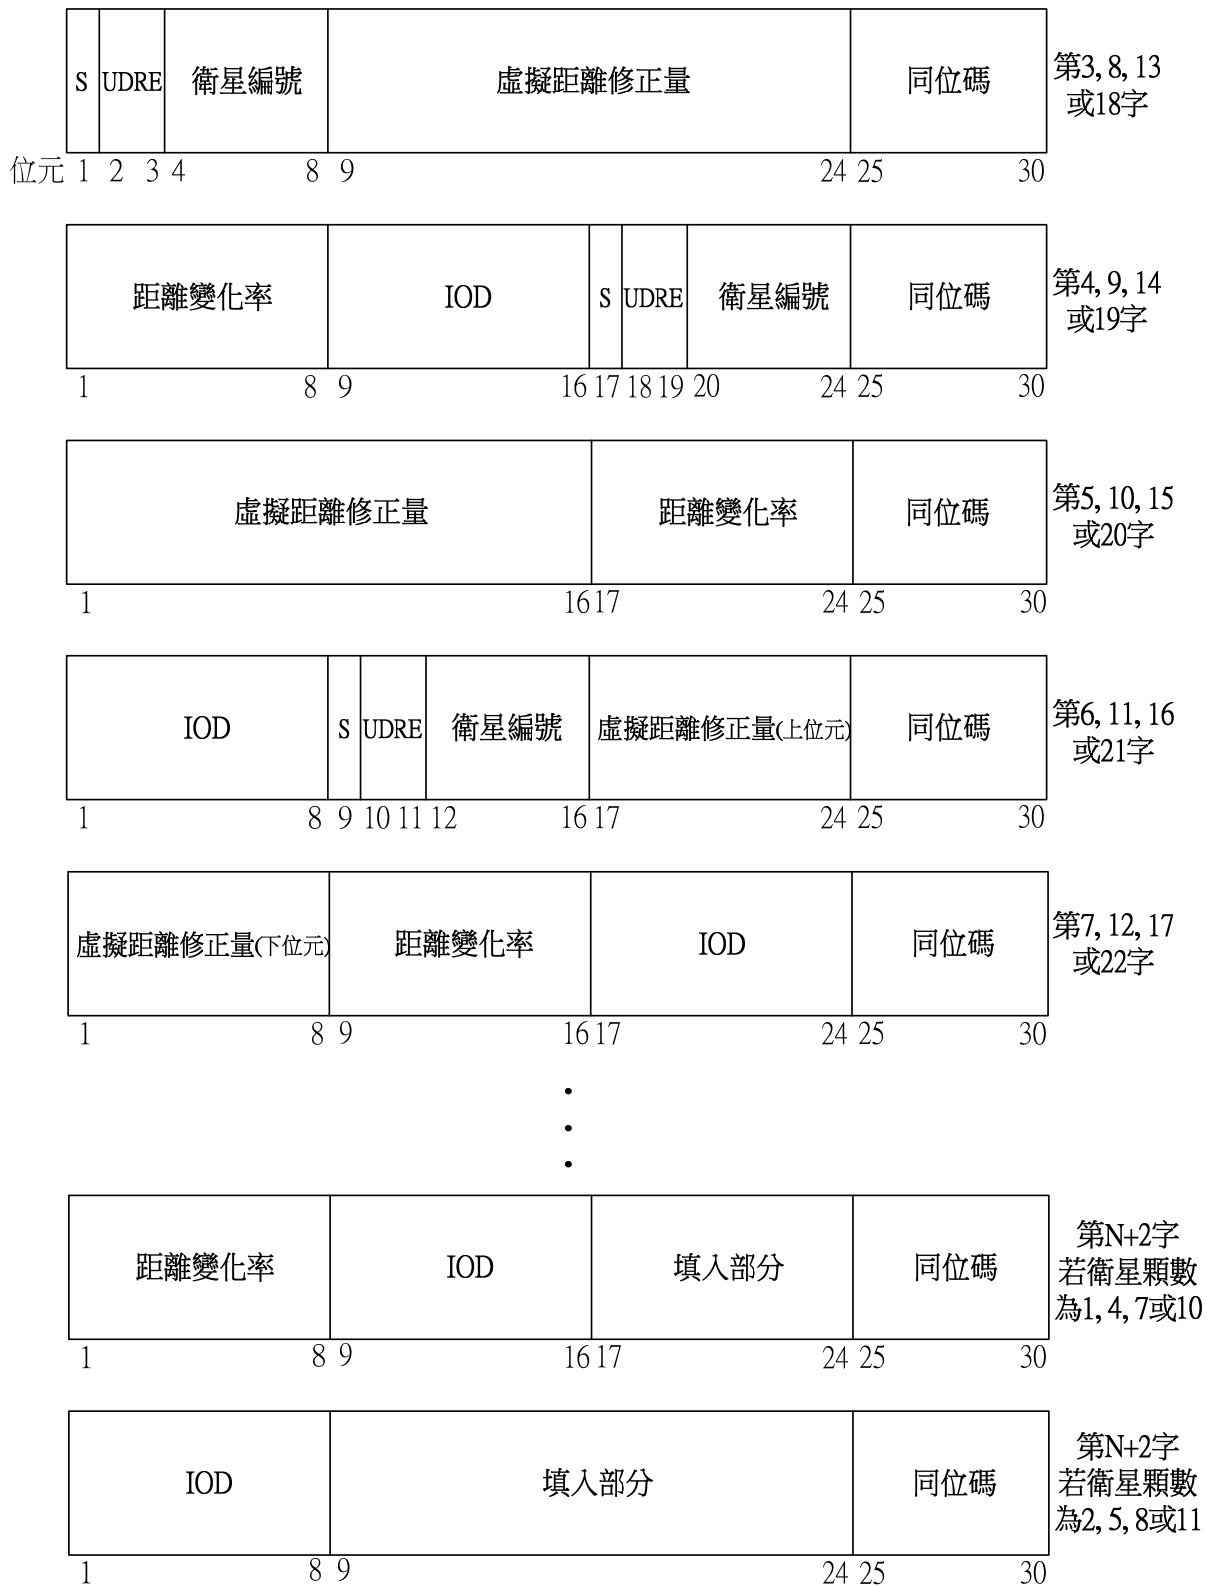 S UDRE 衛星編號 虛擬距離修正量 同位碼 第3, 8, 13
或18字
位元 1 2 3 4 8 9 24 25 30
距離變化率 IOD S UDRE 衛星編號 同位碼 第4, 9, 14
或19字
1 8 9 16 17 18 19 20 24 25 30
虛擬距離修正量 距離變化率 同位碼 第5, 10, 15
或20字
1 16 17 24 25 30
IOD S UDRE 衛星編號 虛擬距離修正量(上位元) 同位碼 第6, 11, 16
或21字
1 8 9 10 11 12 16 17 24 25 30
虛擬距離修正量(下位元) 距離變化率 IOD 同位碼 第7, 12, 17
或22字
1 8 9 16 17 24 25 30
距離變化率 IOD 填入部分 同位碼 第N+2字
若衛星顆數
為1, 4, 7或10
1 8 9 16 17 24 25 30
IOD 填入部分 同位碼 第N+2字
若衛星顆數
為2, 5, 8或11
1 8 9 24 25 30